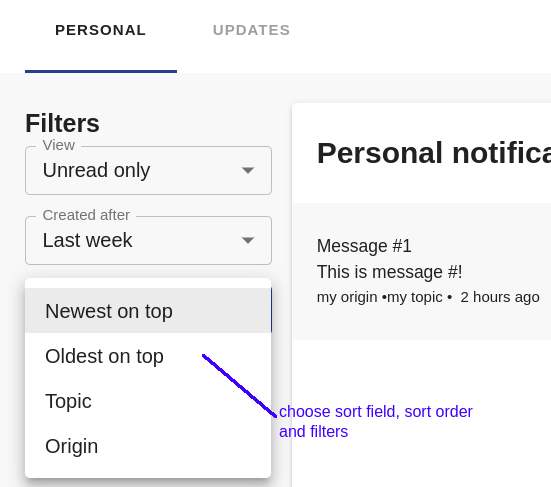 PERSONAL UPDATES
Filters
View
Unread only
Created after
Last week
Newest on top
Oldest on top
Topic
Origin
Personal notifica
Message #1
This is message #!
my origin •my topic • 2 hours ago
choose sort field, sort order
and filters